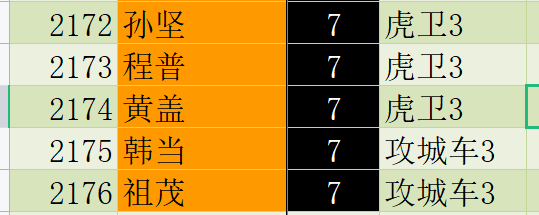 2172 孙坚 7 虎卫3
2173 程普 7 虎卫3
2174 黄盖 7 虎卫3
2175 韩当 7 攻城车3
2176 祖茂 7 攻城车3